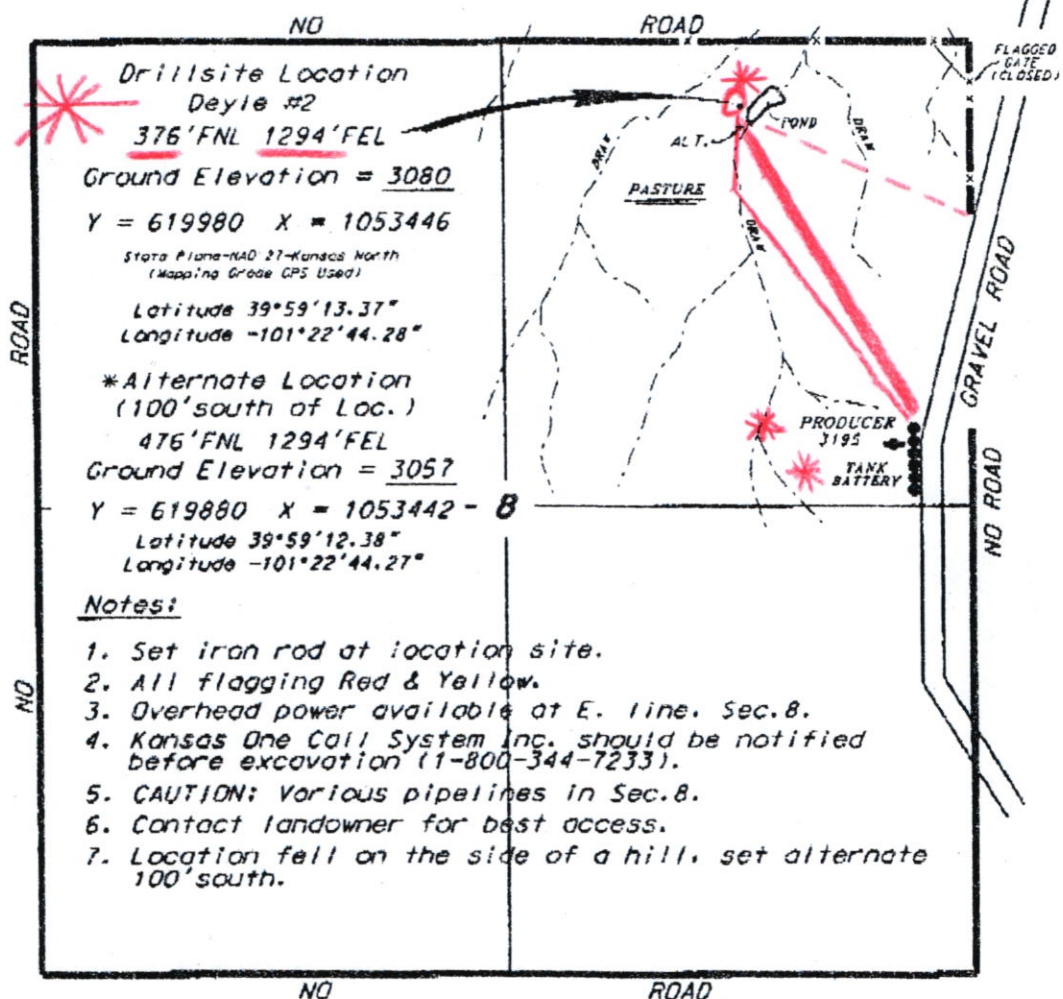 NO ROAD
FLAGGED
GATE
(CLOSED)
Drillsite Location
Deyle #2
376'FNL 1294'FEL
Ground Elevation = 3080
Y = 619980 X = 1053446
State Plane-NAD 27-Kansas North
(Mapping Grade GPS Used)
Latitude 39°59'13.37"
Longitude -101°22'44.28"
*Alternate Location
(100'south of Loc.)
476'FNL 1294'FEL
Ground Elevation = 3057
Y = 619880 X = 1053442
Latitude 39°59'12.38"
Longitude -101°22'44.27"
8
POND
ALT.
DRAW
DRAW
PASTURE
DRAW
PRODUCER
3195
TANK
BATTERY
GRAVEL ROAD
ROAD
NO
NO ROAD
Notes:
1. Set iron rod at location site.
2. All flagging Red & Yellow.
3. Overhead power available at E. line. Sec.8.
4. Kansas One Call System Inc. should be notified
before excavation (1-800-344-7233).
5. CAUTION: Various pipelines in Sec.8.
6. Contact landowner for best access.
7. Location fell on the side of a hill. set alternate
100'south.
NO ROAD